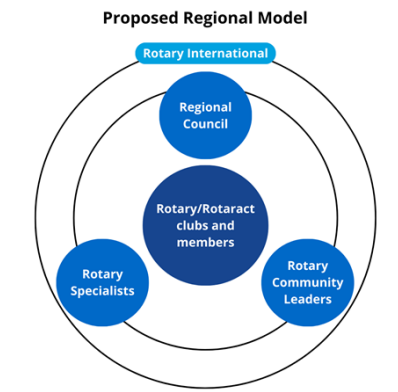 Proposed Regional Model
Rotary International
Regional
Council
Rotary/Rotaract
clubs and
members
Rotary
Specialists
Rotary
Community
Leaders